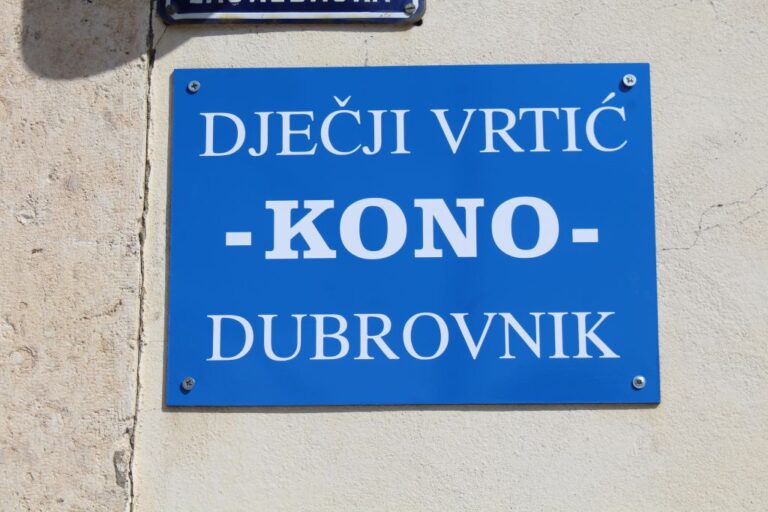 DJEČJI VRTIĆ
-KONO-
DUBROVNIK